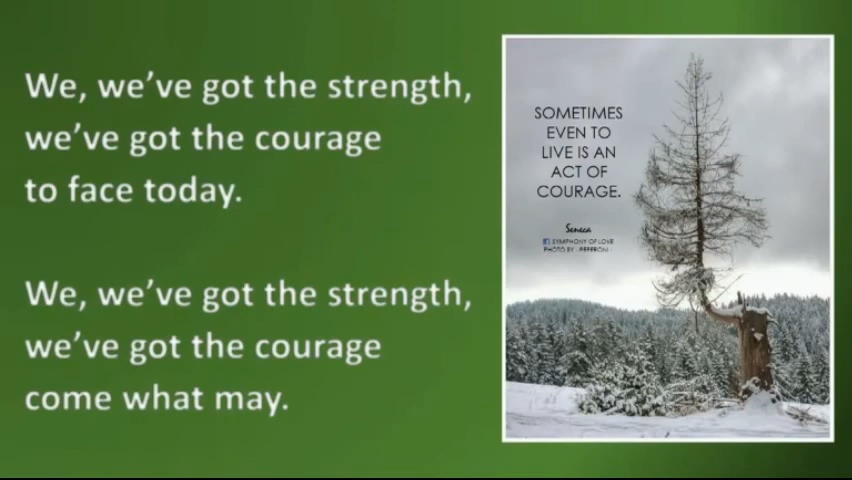 We, we've got the strength,
we've got the courage
to face today.
We, we've got the strength,
we've got the courage
come what may.
SOMETIMES
EVEN TO
LIVE IS AN
ACT OF
COURAGE.
Seneca
SYMPHONY OF LOVE
PHOTO BY